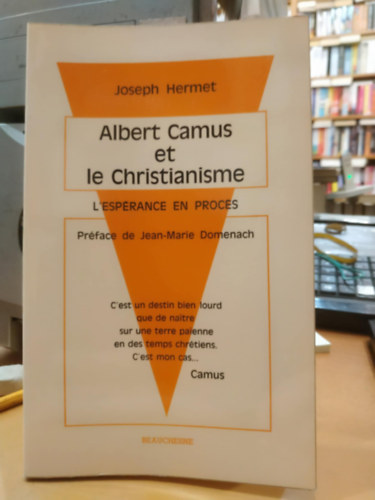 Joseph Hermet
Albert Camus
et
le Christianisme
L'ESPÉRANCE EN PROCÈS
Préface de Jean-Marie Domenach
C'est un destin bien lourd
que de naître
sur une terre païenne
en des temps chrétiens.
C'est mon cas...
Camus
BEAUCHESNE